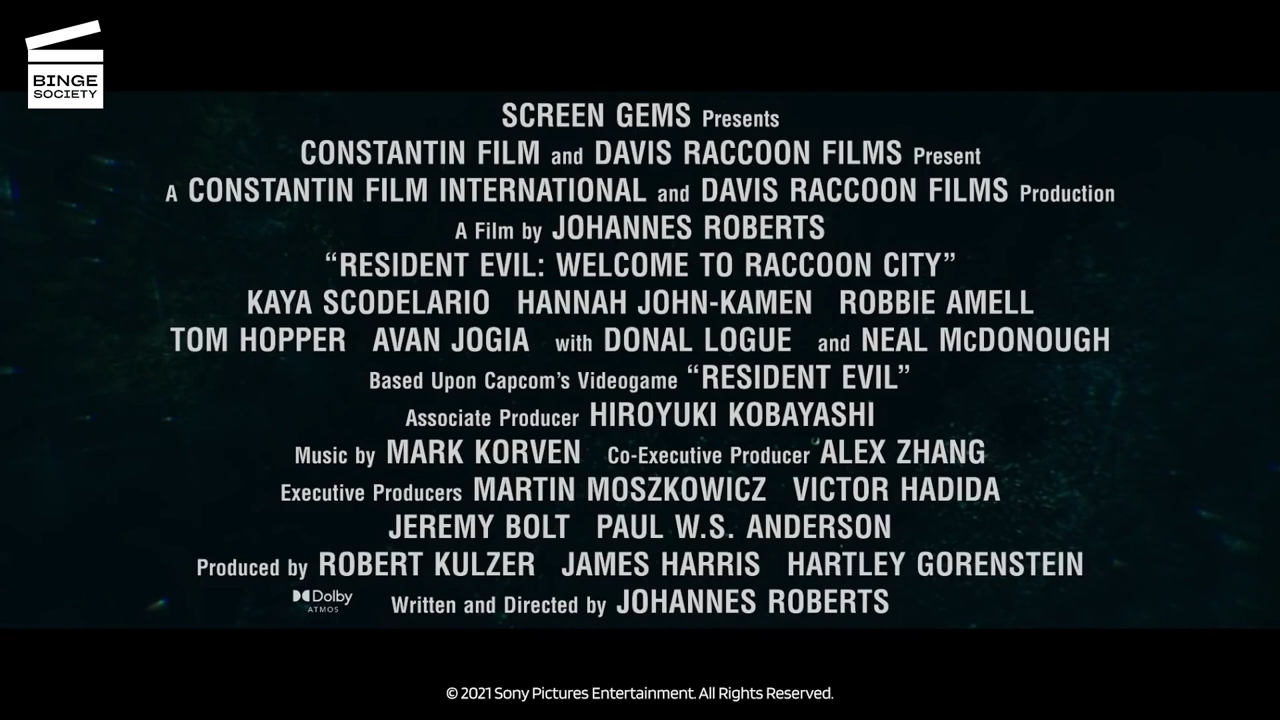 BINGE
SOCIETY
SCREEN GEMS Presents
CONSTANTIN FILM and DAVIS RACCOON FILMS Present
A CONSTANTIN FILM INTERNATIONAL and DAVIS RACCOON FILMS Production
A Film by JOHANNES ROBERTS
“RESIDENT EVIL: WELCOME TO RACCOON CITY”
KAYA SCODELARIO HANNAH JOHN-KAMEN ROBBIE AMELL
TOM HOPPER AVAN JOGIA with DONAL LOGUE and NEAL McDONOUGH
Based Upon Capcom’s Videogame “RESIDENT EVIL”
Associate Producer HIROYUKI KOBAYASHI
Music by MARK KORVEN Co-Executive Producer ALEX ZHANG
Executive Producers MARTIN MOSZKOWICZ VICTOR HADIDA
JEREMY BOLT PAUL W.S. ANDERSON
Produced by ROBERT KULZER JAMES HARRIS HARTLEY GORENSTEIN
Dolby ATMOS Written and Directed by JOHANNES ROBERTS
© 2021 Sony Pictures Entertainment. All Rights Reserved.